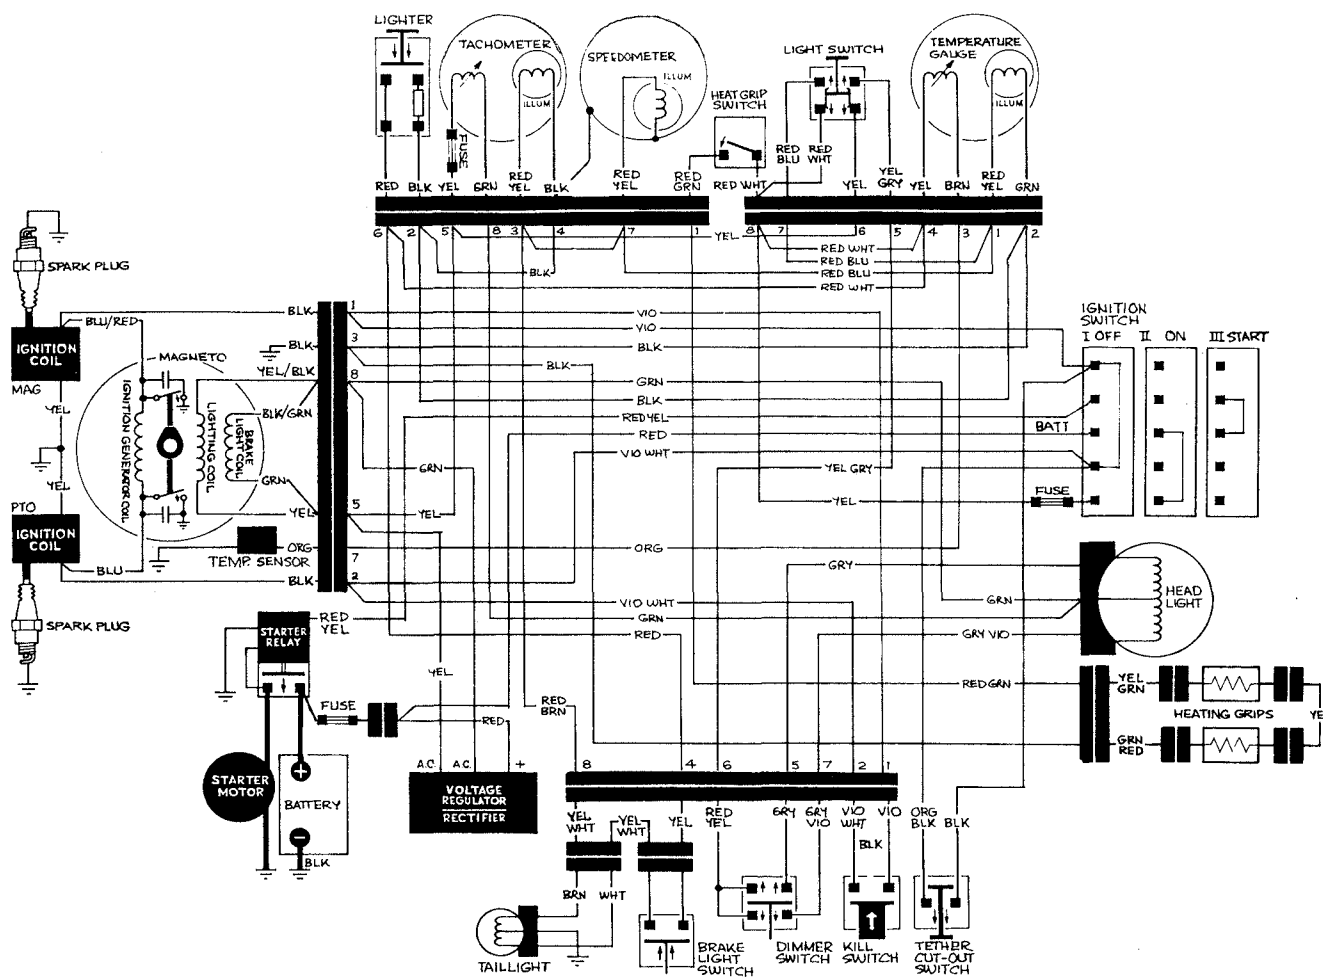 LIGHTER
TACHOMETER
ILLUM
SPEEDOMETER
ILLUM
HEAT GRIP
SWITCH
LIGHT SWITCH
TEMPERATURE
GAUGE
ILLUM
FUSE
RED
BLU
RED
WHT
RED
BLK
YEL
GRN
RED
YEL
BLK
RED
YEL
RED
GRN
RED WHT
YEL
YEL
GRY
YEL
BRN
RED
YEL
GRN
6 2 5 8 3 4 7 1
8 7 6 5 4 3 1 2
YEL
RED WHT
RED BLU
BLK
RED BLU
RED WHT
SPARK PLUG
BLU/RED
IGNITION
COIL
MAG
MAGNETO
YEL
YEL
PTO
IGNITION
COIL
BLU
SPARK PLUG
IGNITION GENERATOR COIL
LIGHTING COIL
BRAKE
LIGHT COIL
BLK
BLK
YEL/BLK
BLK/GRN
GRN
YEL
ORG
TEMP. SENSOR
BLK
1
3
8
5
7
2
VIO
VIO
BLK
BLK
GRN
BLK
RED YEL
RED
VIO WHT
GRN
YEL GRY
YEL
YEL
ORG
GRY
VIO WHT
GRN
GRN
RED
GRY VIO
RED GRN
IGNITION
SWITCH
I OFF
II ON
III START
BATT
FUSE
HEAD
LIGHT
YEL
GRN
HEATING GRIPS
GRN
RED
YE
RED
YEL
STARTER
RELAY
FUSE
STARTER
MOTOR
BATTERY
+
-
BLK
YEL
RED
RED
BRN
A.C. A.C. +
VOLTAGE
REGULATOR
RECTIFIER
8 4 6 5 7 2 1
YEL
WHT
YEL
WHT
YEL
RED
YEL
GRY
GRY
VIO
VIO
WHT
VIO
BLK
ORG
BLK
BLK
BRN
WHT
TAILLIGHT
BRAKE
LIGHT
SWITCH
DIMMER
SWITCH
KILL
SWITCH
TETHER
CUT-OUT
SWITCH